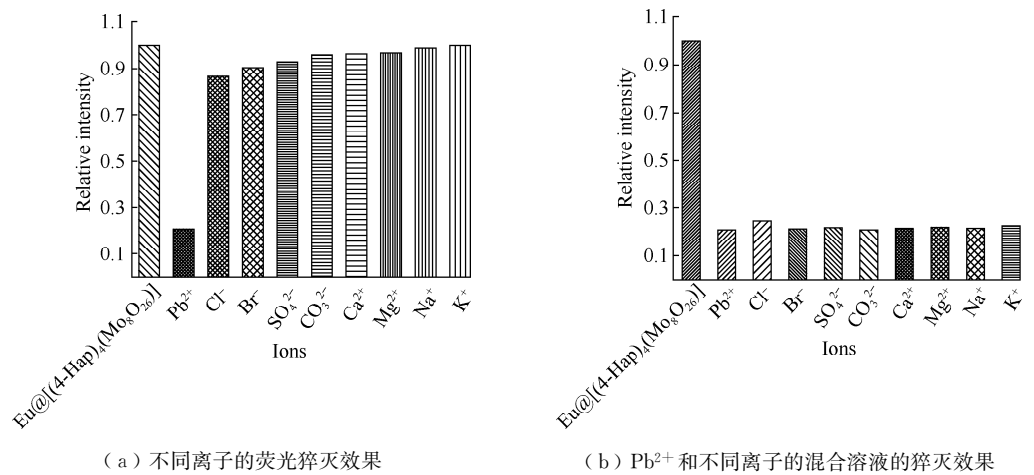 1.1
0.9
0.7
0.5
0.3
0.1
Relative intensity
Eu@[(4-Hap)₄(Mo₈O₂₆)]
Pb²⁺
Cl⁻
Br⁻
SO₄²⁻
CO₃²⁻
Ca²⁺
Mg²⁺
Na⁺
K⁺
Ions
(a)不同离子的荧光猝灭效果
1.1
0.9
0.7
0.5
0.3
0.1
Relative intensity
Eu@[(4-Hap)₄(Mo₈O₂₆)]
Pb²⁺
Cl⁻
Br⁻
SO₄²⁻
CO₃²⁻
Ca²⁺
Mg²⁺
Na⁺
K⁺
Ions
(b)Pb²⁺和不同离子的混合溶液的猝灭效果